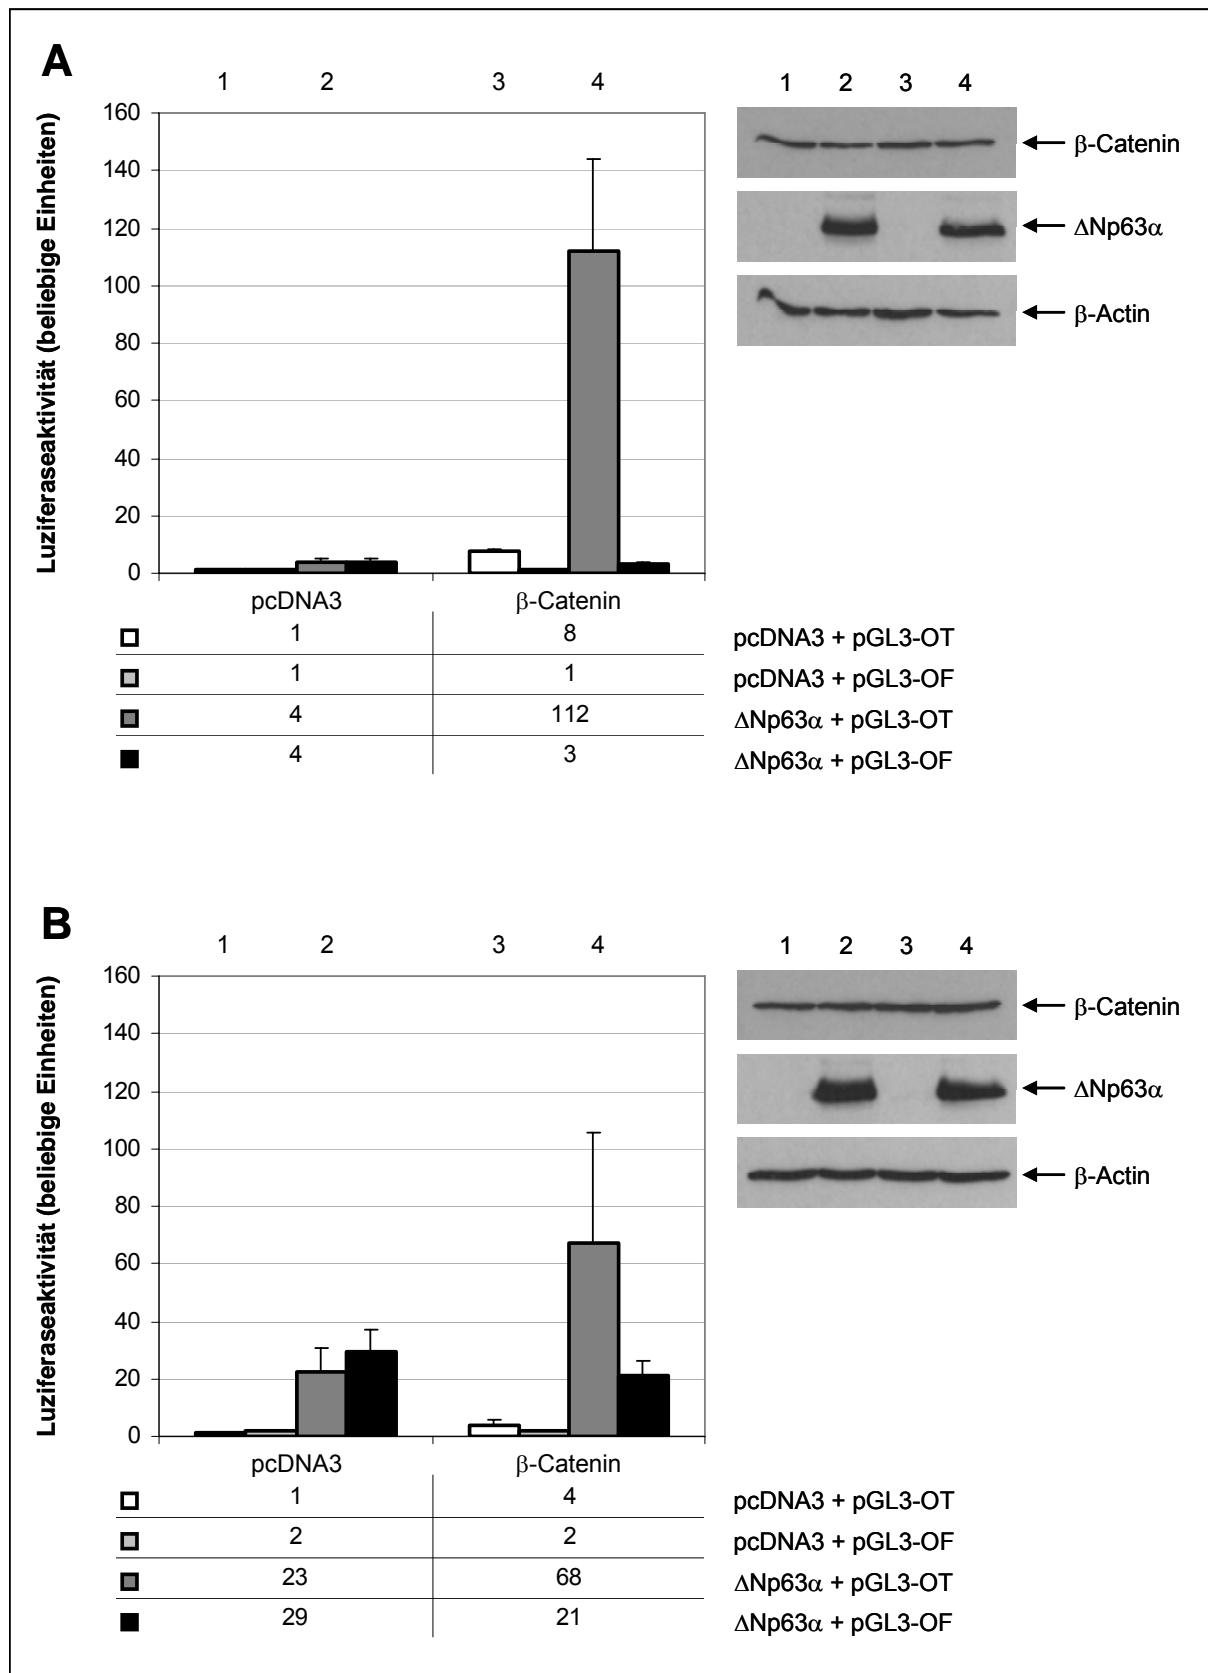 A
1 2 3 4
Luziferaseaktivität (beliebige Einheiten)
160
140
120
100
80
60
40
20
0
pcDNA3 β-Catenin
1 8 pcDNA3 + pGL3-OT
1 1 pcDNA3 + pGL3-OF
4 112 ΔNp63α + pGL3-OT
4 3 ΔNp63α + pGL3-OF
1 2 3 4
β-Catenin
ΔNp63α
β-Actin
B
1 2 3 4
Luziferaseaktivität (beliebige Einheiten)
160
140
120
100
80
60
40
20
0
pcDNA3 β-Catenin
1 4 pcDNA3 + pGL3-OT
2 2 pcDNA3 + pGL3-OF
23 68 ΔNp63α + pGL3-OT
29 21 ΔNp63α + pGL3-OF
1 2 3 4
β-Catenin
ΔNp63α
β-Actin